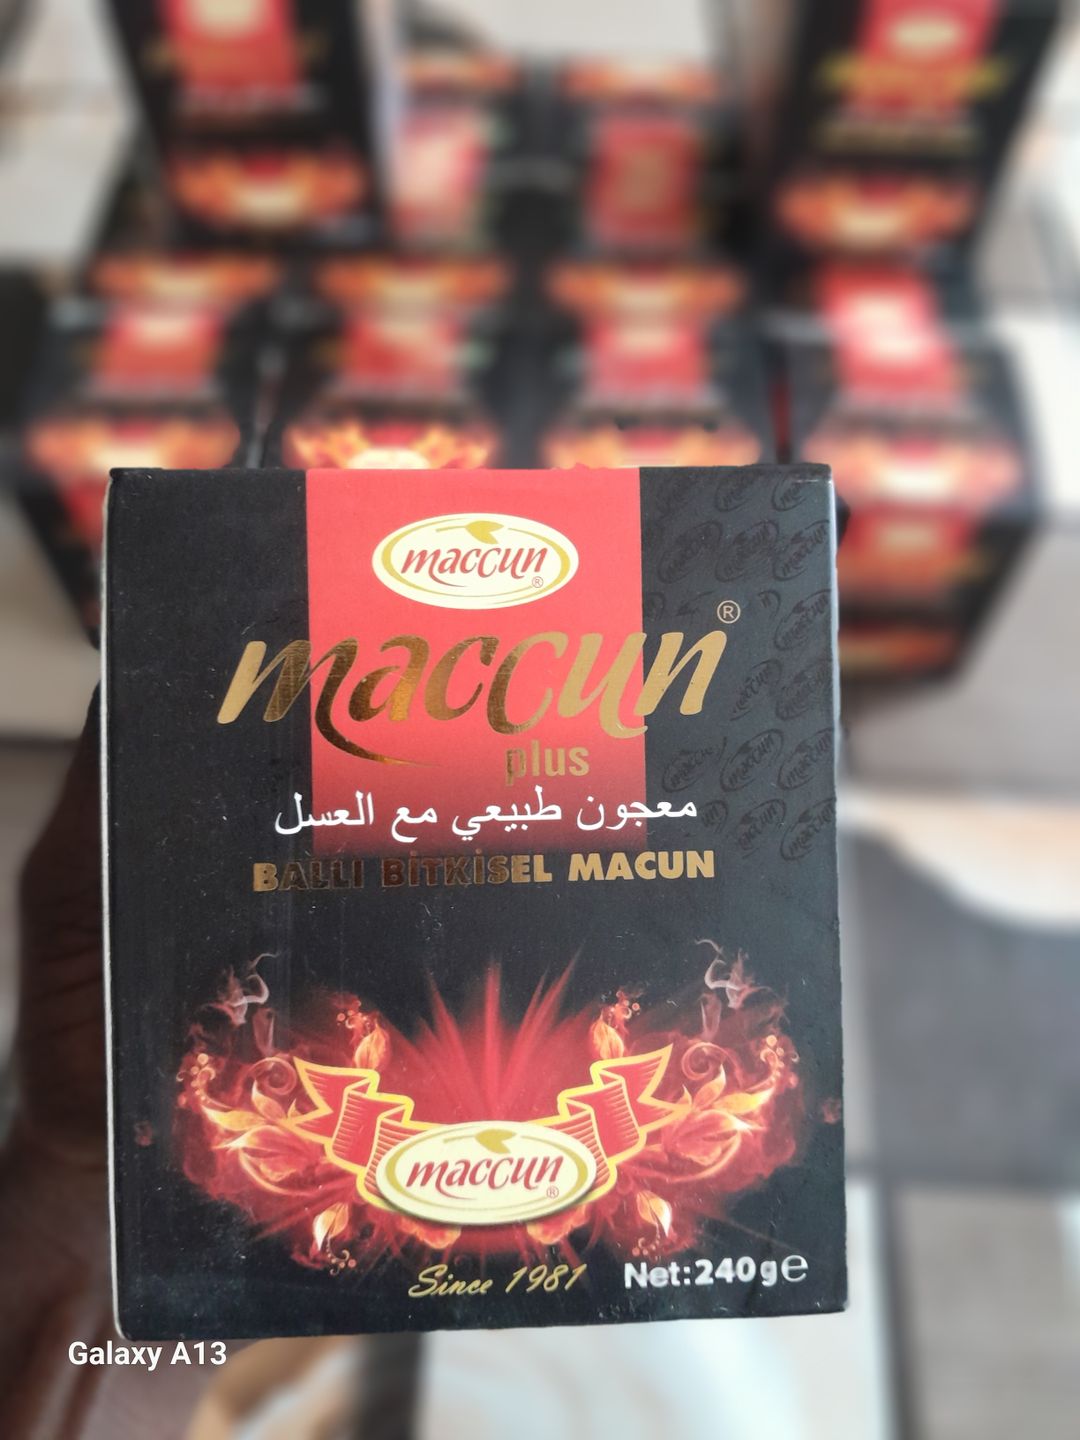 maccun®
maccun®
plus
معجون طبيعي مع العسل
BALLI BİTKİSEL MACUN
maccun®
Since 1981
Net:240g℮
Galaxy A13